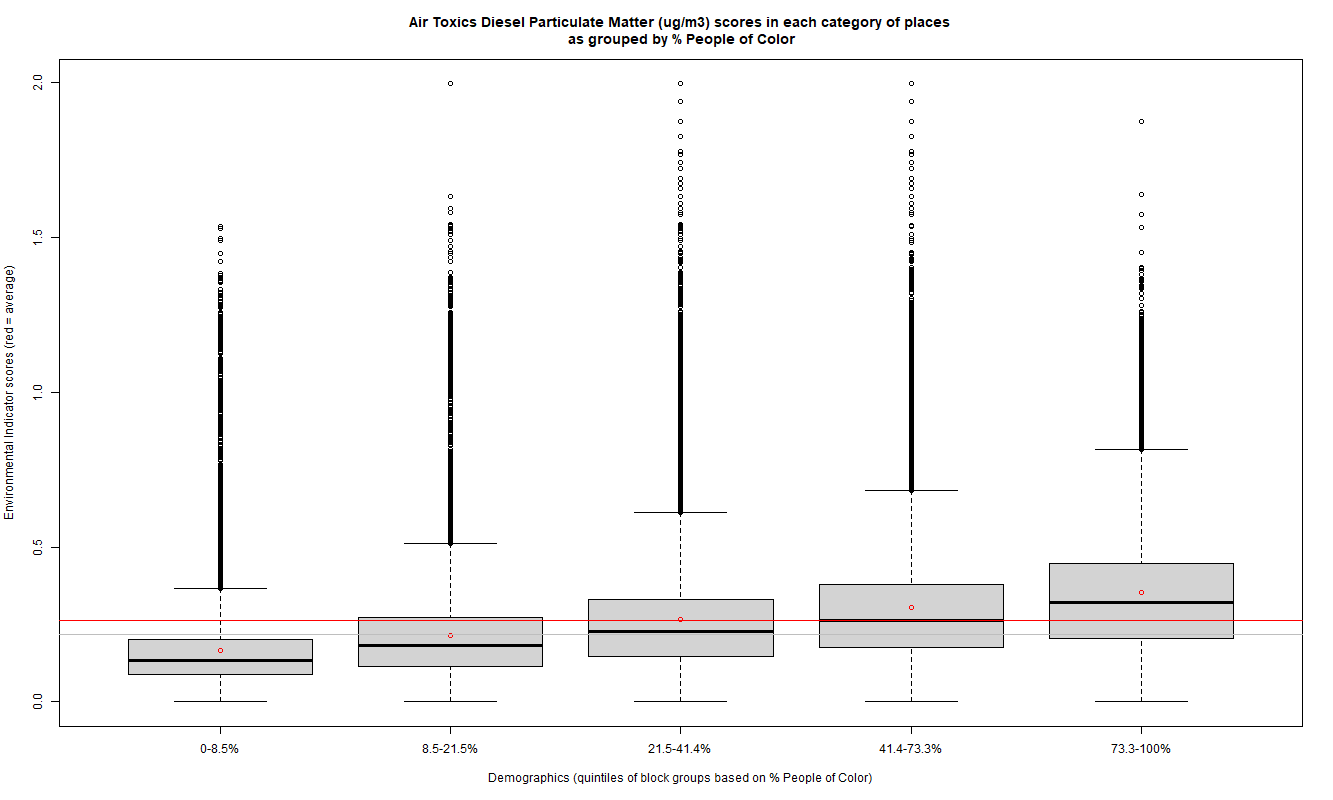 Air Toxics Diesel Particulate Matter (ug/m3) scores in each category of places
as grouped by % People of Color
Environmental Indicator scores (red = average)
2.0
1.5
1.0
0.5
0.0
0-8.5%
8.5-21.5%
21.5-41.4%
41.4-73.3%
73.3-100%
Demographics (quintiles of block groups based on % People of Color)